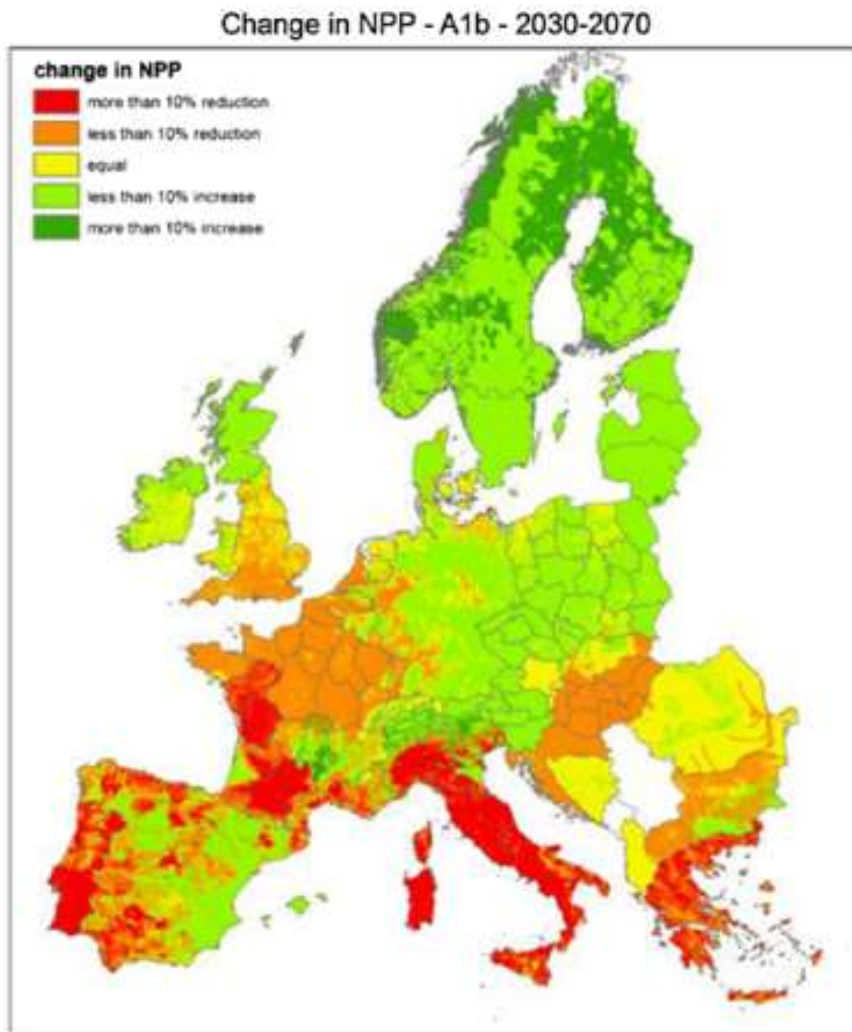 Change in NPP - A1b - 2030-2070
change in NPP
more than 10% reduction
less than 10% reduction
equal
less than 10% increase
more than 10% increase